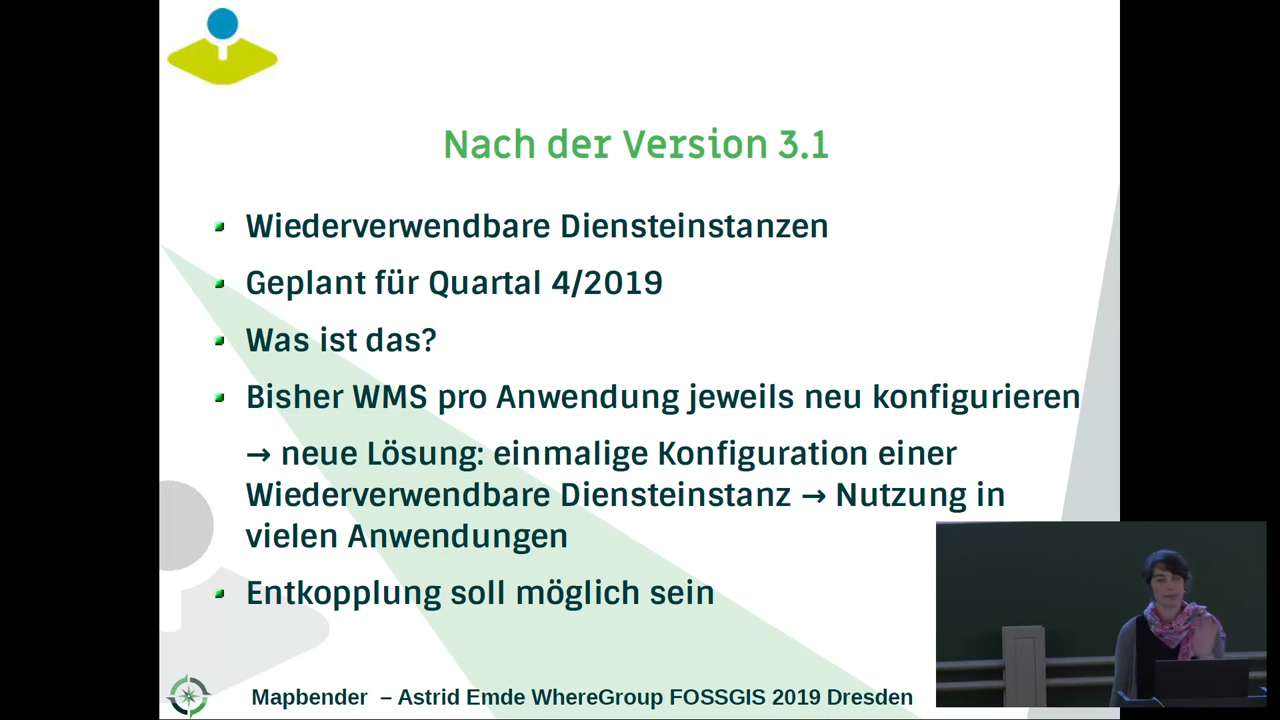 Nach der Version 3.1
Wiederverwendbare Diensteinstanzen
Geplant für Quartal 4/2019
Was ist das?
Bisher WMS pro Anwendung jeweils neu konfigurieren
→ neue Lösung: einmalige Konfiguration einer
Wiederverwendbare Diensteinstanz → Nutzung in
vielen Anwendungen
Entkopplung soll möglich sein
Mapbender – Astrid Emde WhereGroup FOSSGIS 2019 Dresden